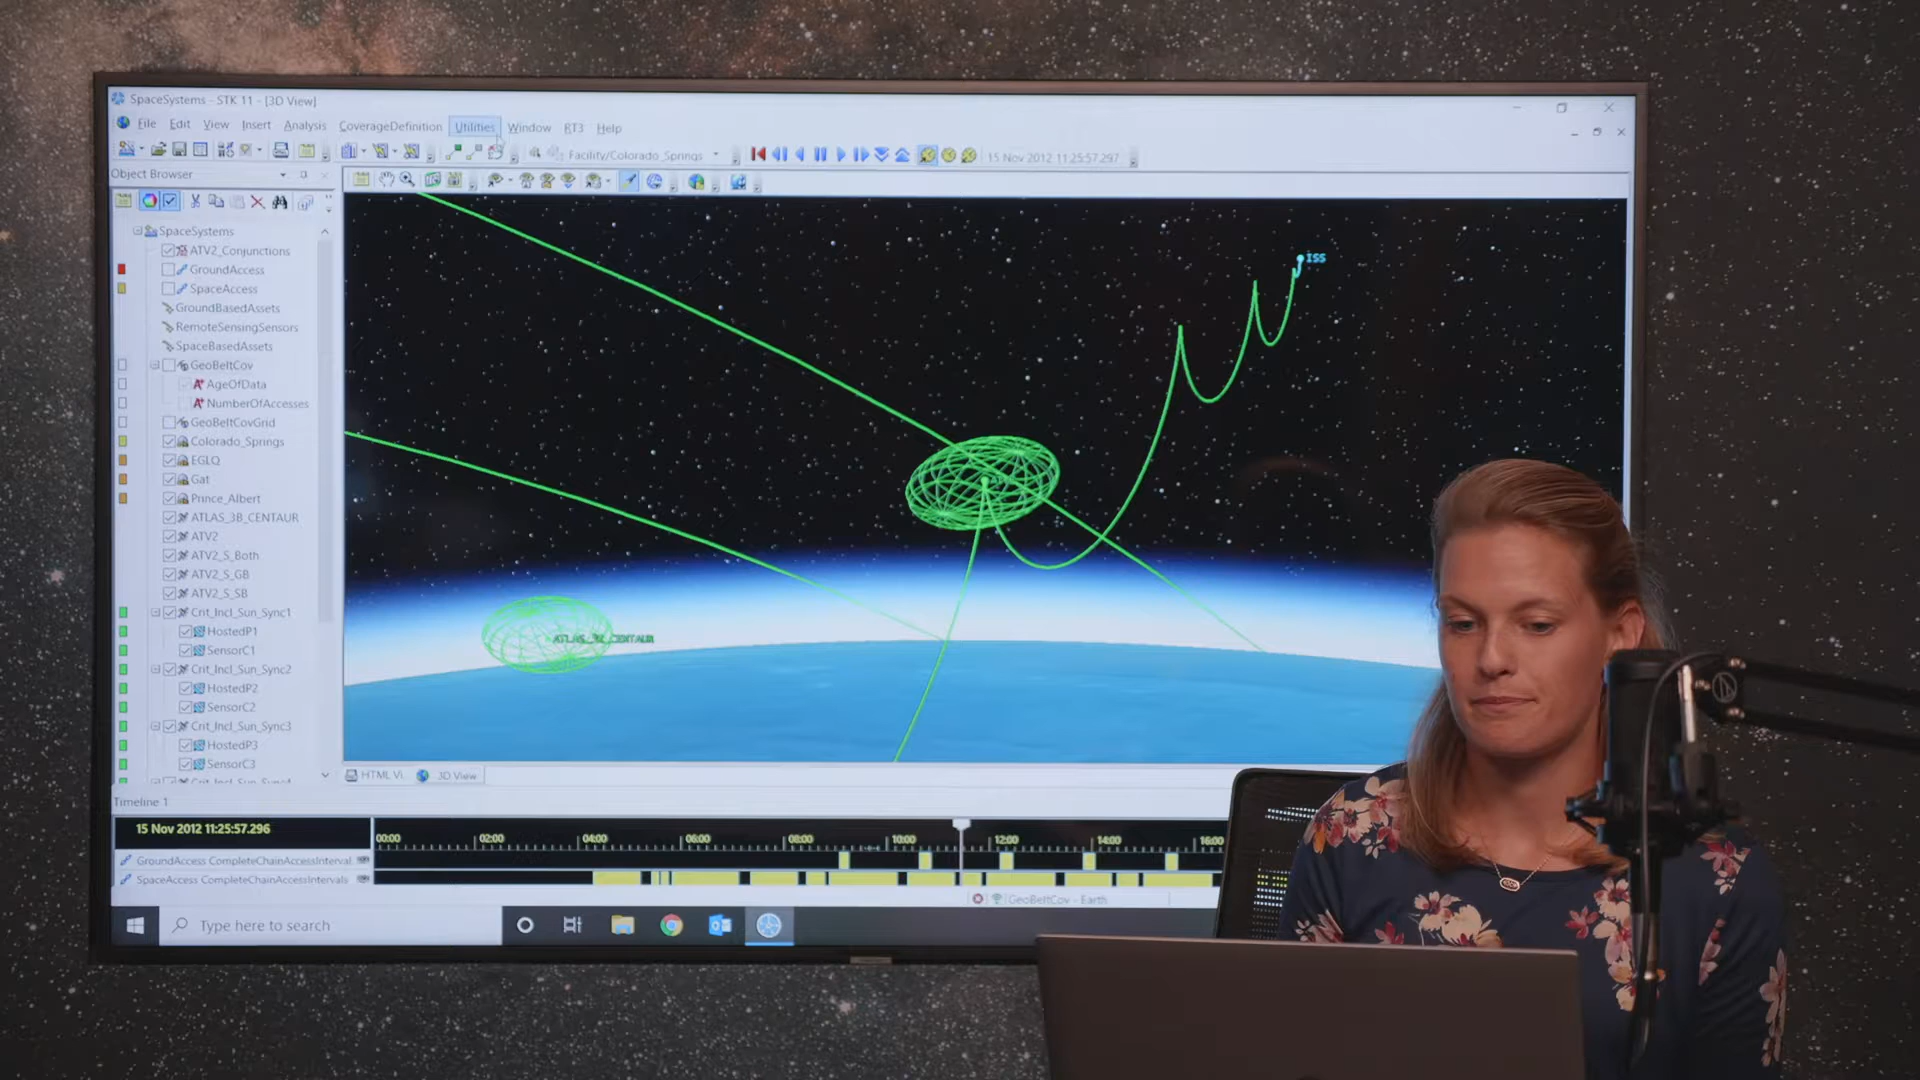 SpaceSystems - STK 11 - [3D View]
File Edit View Insert Analysis CoverageDefinition Utilities Window RT3 Help
Facility/Colorado_Springs
15 Nov 2012 11:25:57.297
Object Browser
SpaceSystems
ATV2_Conjunctions
GroundAccess
SpaceAccess
GroundBasedAssets
RemoteSensingSensors
SpaceBasedAssets
GeoBeltCov
AgeOfData
NumberOfAccesses
GeoBeltCovGrid
Colorado_Springs
EGLQ
Gat
Prince_Albert
ATLAS_3B_CENTAUR
ATV2
ATV2_S_Both
ATV2_S_GB
ATV2_S_SB
Crit_Incl_Sun_Sync1
HostedP1
SensorC1
Crit_Incl_Sun_Sync2
HostedP2
SensorC2
Crit_Incl_Sun_Sync3
HostedP3
SensorC3
Crit_Incl_Sun_Sync4
ISS
ATLAS_3B_CENTAUR
HTML Vi
3D View
Timeline 1
15 Nov 2012 11:25:57.296
00:00 02:00 04:00 06:00 08:00 10:00 12:00 14:00 16:00
GroundAccess CompleteChainAccessInterval
SpaceAccess CompleteChainAccessIntervals
GeoBeltCov - Earth
Type here to search